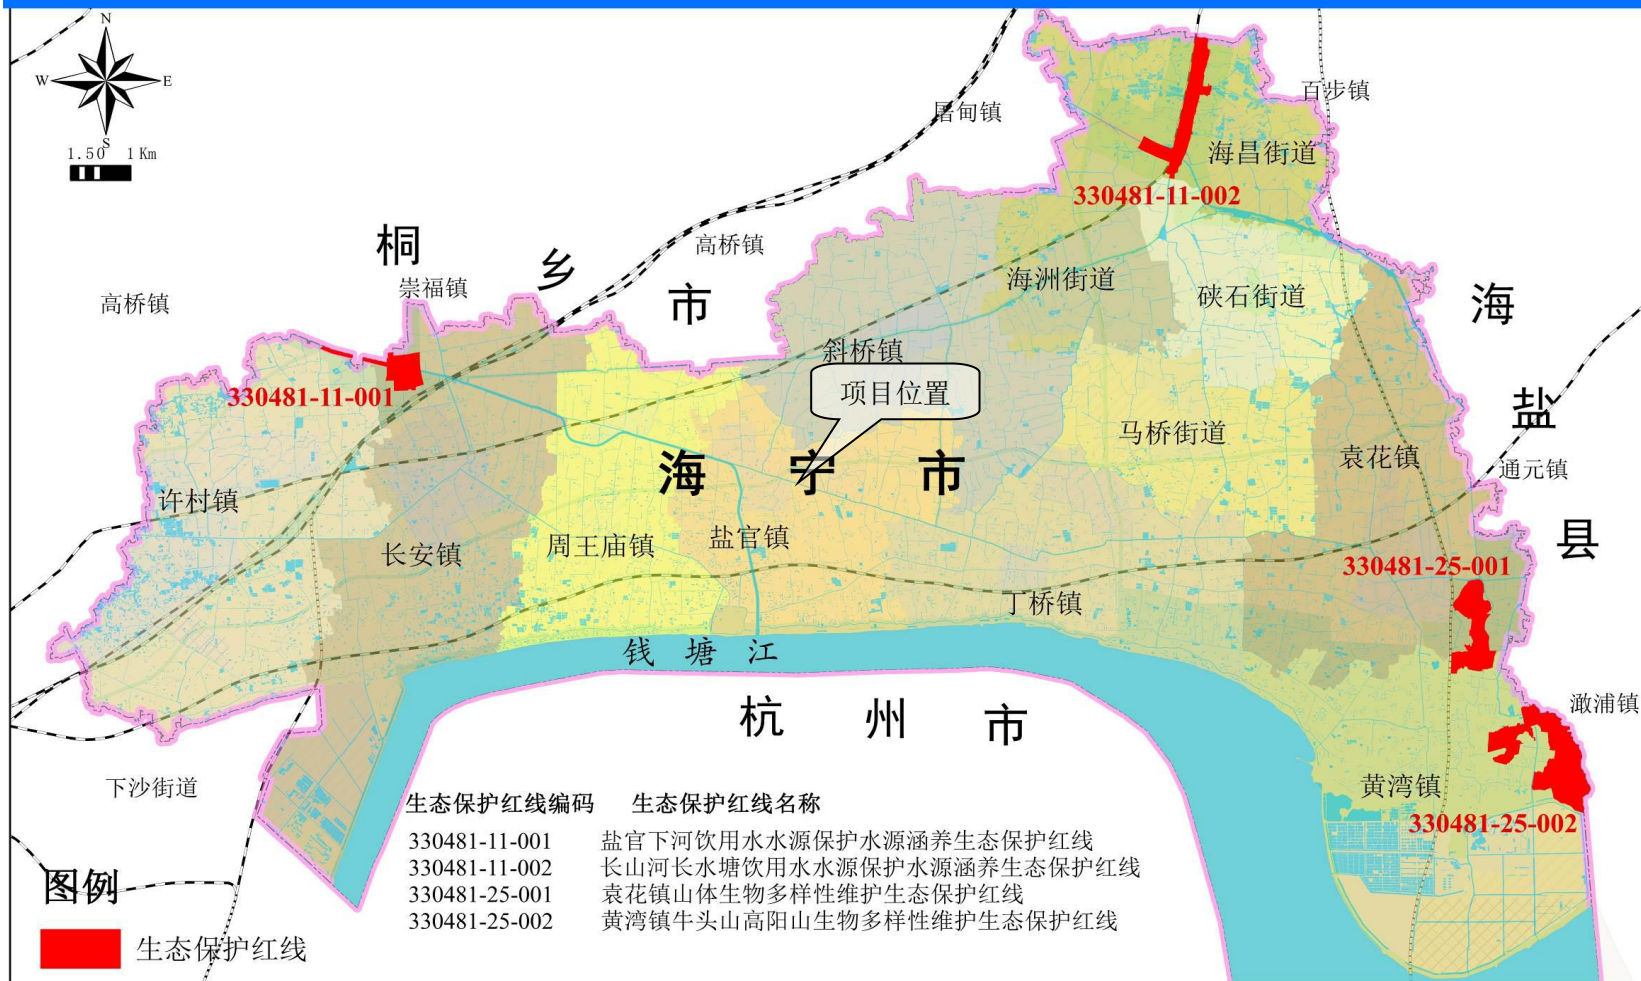 N
W E
S
1.50 1 Km
百步镇
屠甸镇
海昌街道
330481-11-002
桐乡市
高桥镇
崇福镇
高桥镇
海洲街道
硖石街道
海盐县
斜桥镇
330481-11-001
项目位置
马桥街道
袁花镇
通元镇
海宁市
许村镇
长安镇
周王庙镇
盐官镇
330481-25-001
丁桥镇
钱塘江
杭州市
澉浦镇
下沙街道
黄湾镇
330481-25-002
生态保护红线编码 生态保护红线名称
330481-11-001 盐官下河饮用水水源保护水源涵养生态保护红线
330481-11-002 长山河长水塘饮用水水源保护水源涵养生态保护红线
330481-25-001 袁花镇山体生物多样性维护生态保护红线
330481-25-002 黄湾镇牛头山高阳山生物多样性维护生态保护红线
图例
生态保护红线